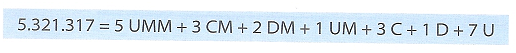 5.321.317 = 5 UMM + 3 CM + 2 DM + 1 UM + 3 C + 1 D + 7 U